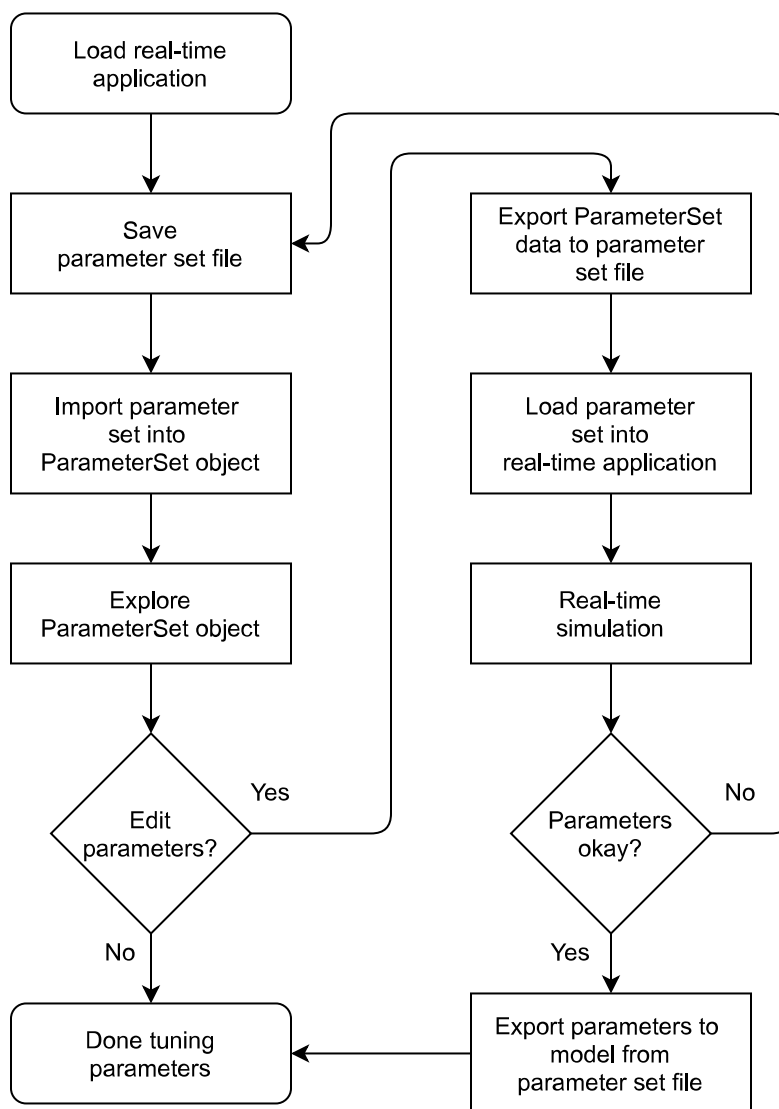 Load real-time
application
Save
parameter set file
Import parameter
set into
ParameterSet object
Explore
ParameterSet object
Edit
parameters?
Yes
No
Done tuning
parameters
Export ParameterSet
data to parameter
set file
Load parameter
set into
real-time application
Real-time
simulation
Parameters
okay?
No
Yes
Export parameters to
model from
parameter set file